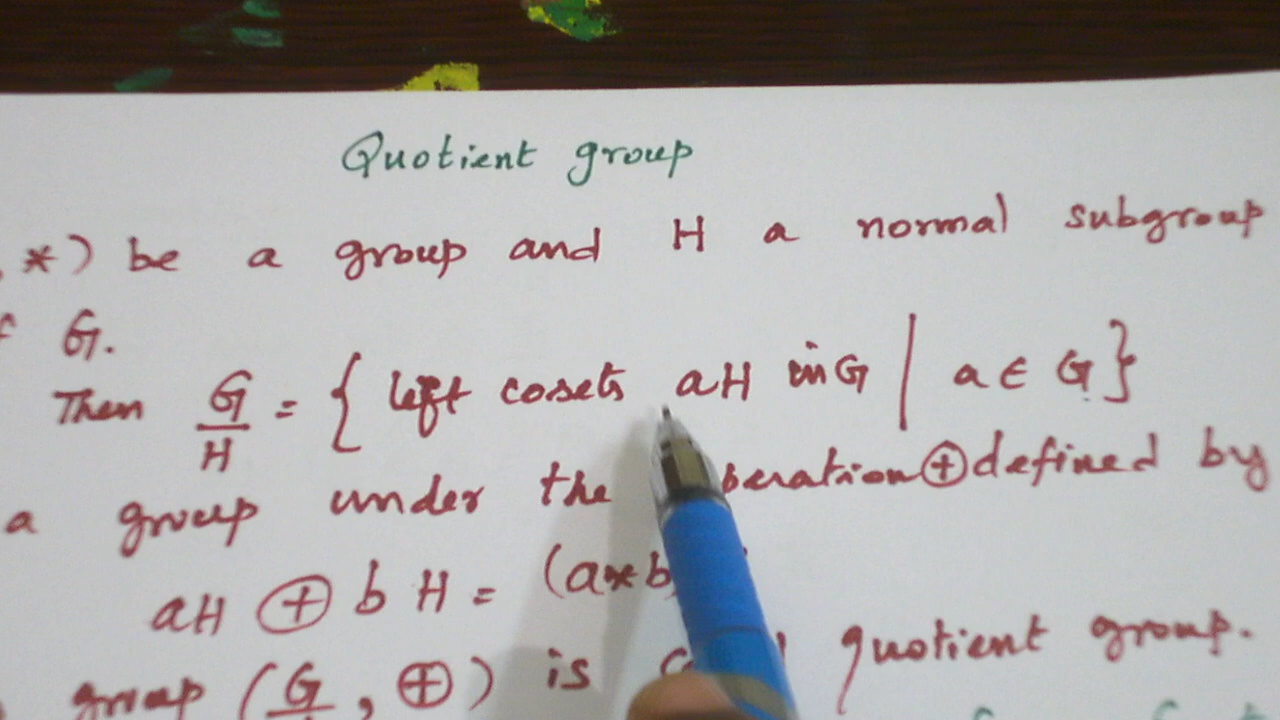 Quotient group
, *) be a group and H a normal subgroup
f G.
Then G/H = { left cosets aH in G | a ∈ G }
a group under the peration ⊕ defined by
aH ⊕ bH = (a*b
group (G/ , ⊕) is quotient group.